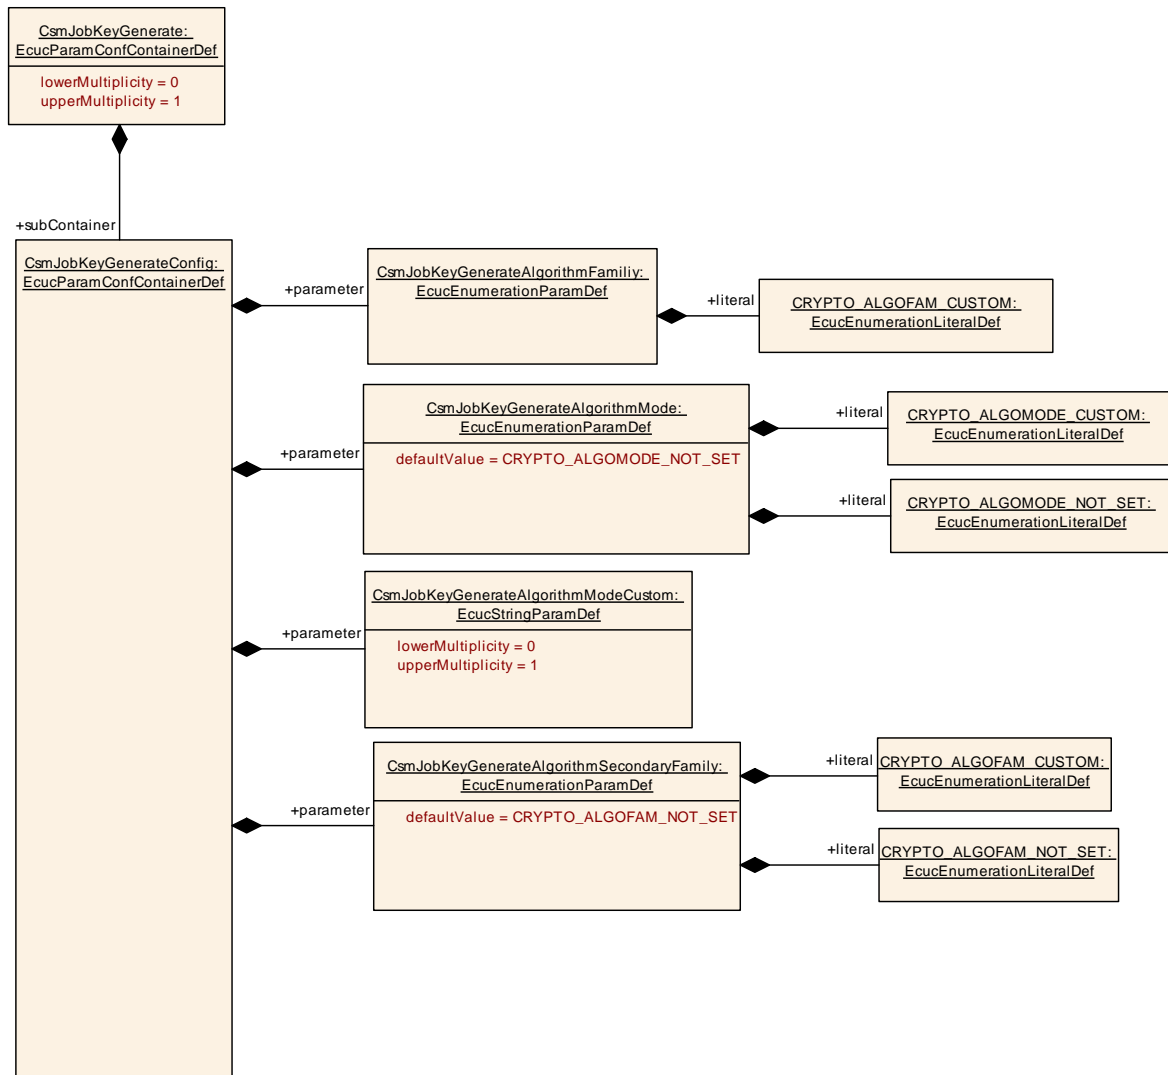 CsmJobKeyGenerate:
EcucParamConfContainerDef
lowerMultiplicity = 0
upperMultiplicity = 1
+subContainer
CsmJobKeyGenerateConfig:
EcucParamConfContainerDef
+parameter
CsmJobKeyGenerateAlgorithmFamiliy:
EcucEnumerationParamDef
+literal
CRYPTO_ALGOFAM_CUSTOM:
EcucEnumerationLiteralDef
+parameter
CsmJobKeyGenerateAlgorithmMode:
EcucEnumerationParamDef
defaultValue = CRYPTO_ALGOMODE_NOT_SET
+literal
CRYPTO_ALGOMODE_CUSTOM:
EcucEnumerationLiteralDef
+literal
CRYPTO_ALGOMODE_NOT_SET:
EcucEnumerationLiteralDef
+parameter
CsmJobKeyGenerateAlgorithmModeCustom:
EcucStringParamDef
lowerMultiplicity = 0
upperMultiplicity = 1
+parameter
CsmJobKeyGenerateAlgorithmSecondaryFamily:
EcucEnumerationParamDef
defaultValue = CRYPTO_ALGOFAM_NOT_SET
+literal
CRYPTO_ALGOFAM_CUSTOM:
EcucEnumerationLiteralDef
+literal
CRYPTO_ALGOFAM_NOT_SET:
EcucEnumerationLiteralDef